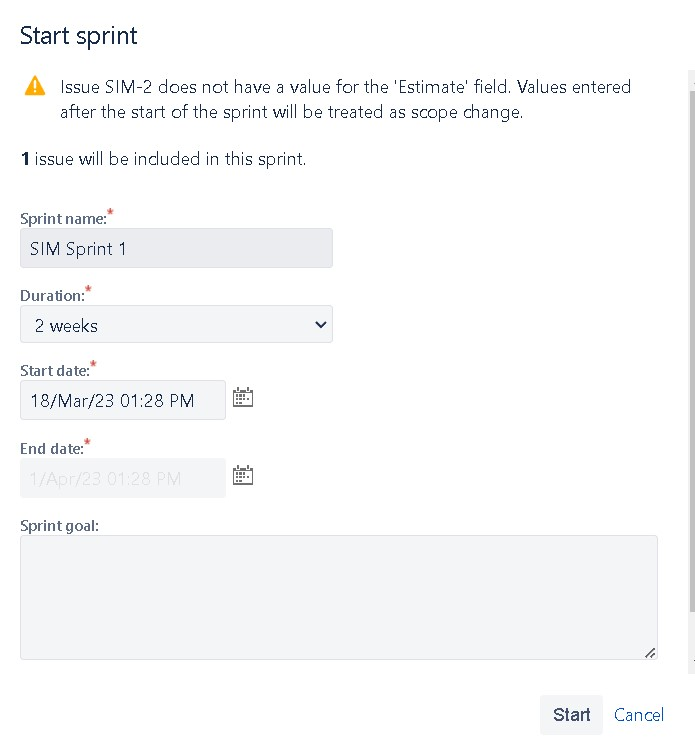 Start sprint
Issue SIM-2 does not have a value for the 'Estimate' field. Values entered
after the start of the sprint will be treated as scope change.
1 issue will be included in this sprint.
Sprint name:*
SIM Sprint 1
Duration:*
2 weeks
Start date:*
18/Mar/23 01:28 PM
End date:*
1/Apr/23 01:28 PM
Sprint goal:
Start Cancel